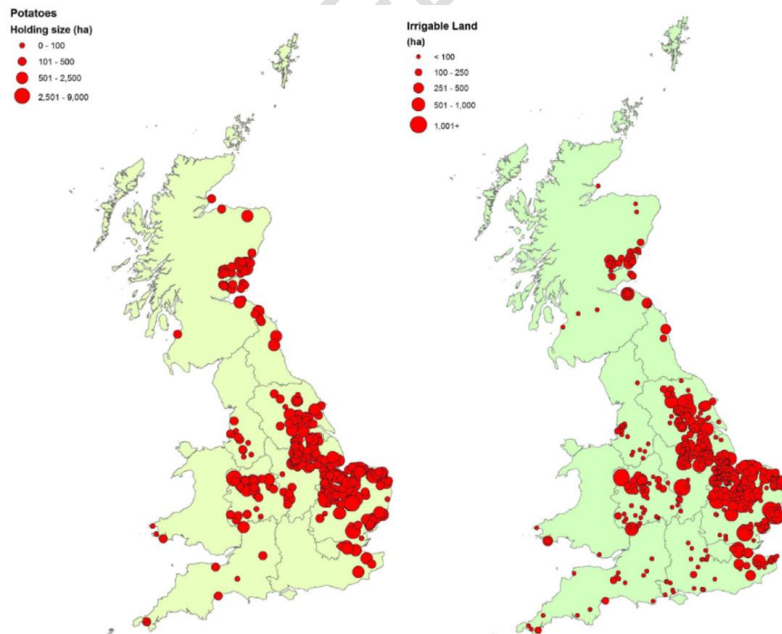 Potatoes
Holding size (ha)
0 - 100
101 - 500
501 - 2,500
2,501 - 9,000
Irrigable Land
(ha)
< 100
100 - 250
251 - 500
501 - 1,000
1,001+